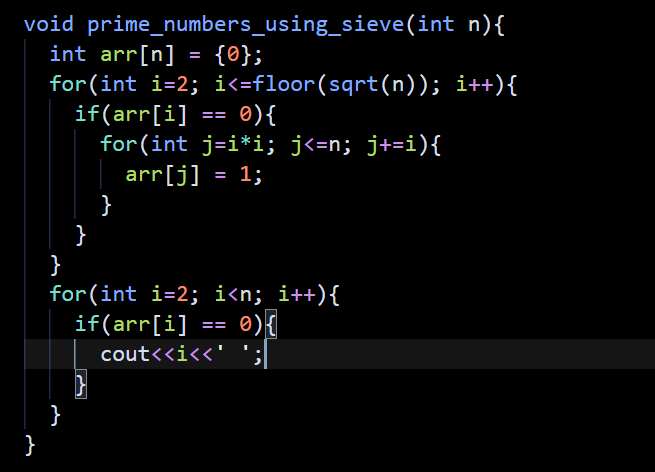 void prime_numbers_using_sieve(int n){
  int arr[n] = {0};
  for(int i=2; i<=floor(sqrt(n)); i++){
    if(arr[i] == 0){
      for(int j=i*i; j<=n; j+=i){
        arr[j] = 1;
      }
    }
  }
  for(int i=2; i<n; i++){
    if(arr[i] == 0){
      cout<<i<<' ';
    }
  }
}